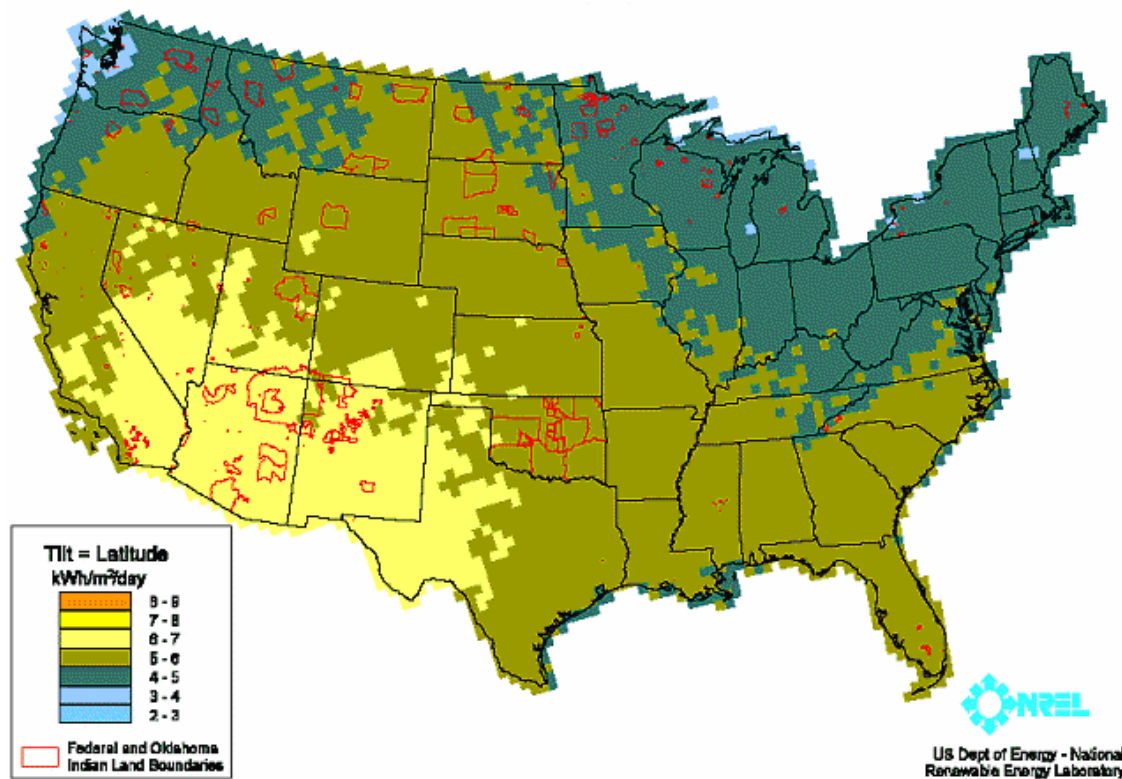 Tilt = Latitude
kWh/m²/day
8 - 9
7 - 8
6 - 7
5 - 6
4 - 5
3 - 4
2 - 3
Federal and Oklahoma
Indian Land Boundaries
NREL
US Dept of Energy - National
Renewable Energy Laboratory